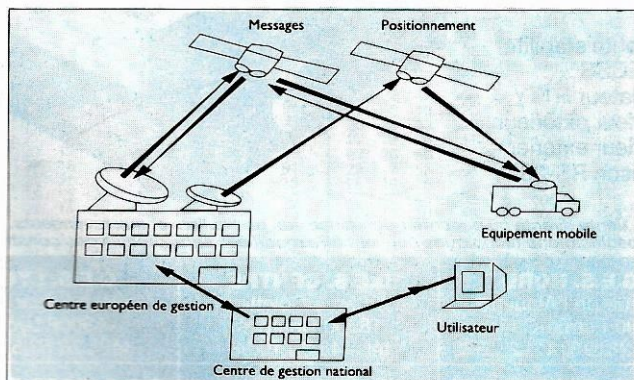 Messages
Positionnement
Equipement mobile
Centre européen de gestion
Utilisateur
Centre de gestion national